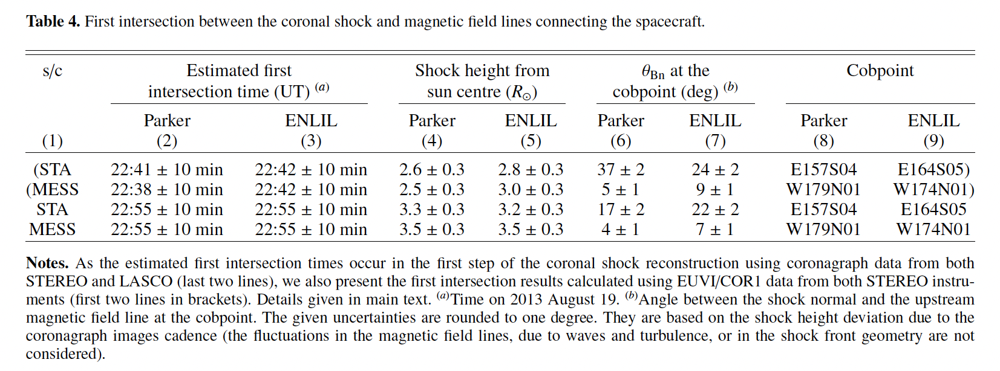 Table 4. First intersection between the coronal shock and magnetic field lines connecting the spacecraft.
s/c Estimated first Shock height from θBn at the Cobpoint
intersection time (UT) (a) sun centre (R⊙) cobpoint (deg) (b)
Parker ENLIL Parker ENLIL Parker ENLIL Parker ENLIL
(1) (2) (3) (4) (5) (6) (7) (8) (9)
(STA 22:41 ± 10 min 22:42 ± 10 min 2.6 ± 0.3 2.8 ± 0.3 37 ± 2 24 ± 2 E157S04 E164S05)
(MESS 22:38 ± 10 min 22:42 ± 10 min 2.5 ± 0.3 3.0 ± 0.3 5 ± 1 9 ± 1 W179N01 W174N01)
STA 22:55 ± 10 min 22:55 ± 10 min 3.3 ± 0.3 3.2 ± 0.3 17 ± 2 22 ± 2 E157S04 E164S05
MESS 22:55 ± 10 min 22:55 ± 10 min 3.5 ± 0.3 3.5 ± 0.3 4 ± 1 7 ± 1 W179N01 W174N01
Notes. As the estimated first intersection times occur in the first step of the coronal shock reconstruction using coronagraph data from both
STEREO and LASCO (last two lines), we also present the first intersection results calculated using EUVI/COR1 data from both STEREO instru-
ments (first two lines in brackets). Details given in main text. (a)Time on 2013 August 19. (b)Angle between the shock normal and the upstream
magnetic field line at the cobpoint. The given uncertainties are rounded to one degree. They are based on the shock height deviation due to the
coronagraph images cadence (the fluctuations in the magnetic field lines, due to waves and turbulence, or in the shock front geometry are not
considered).